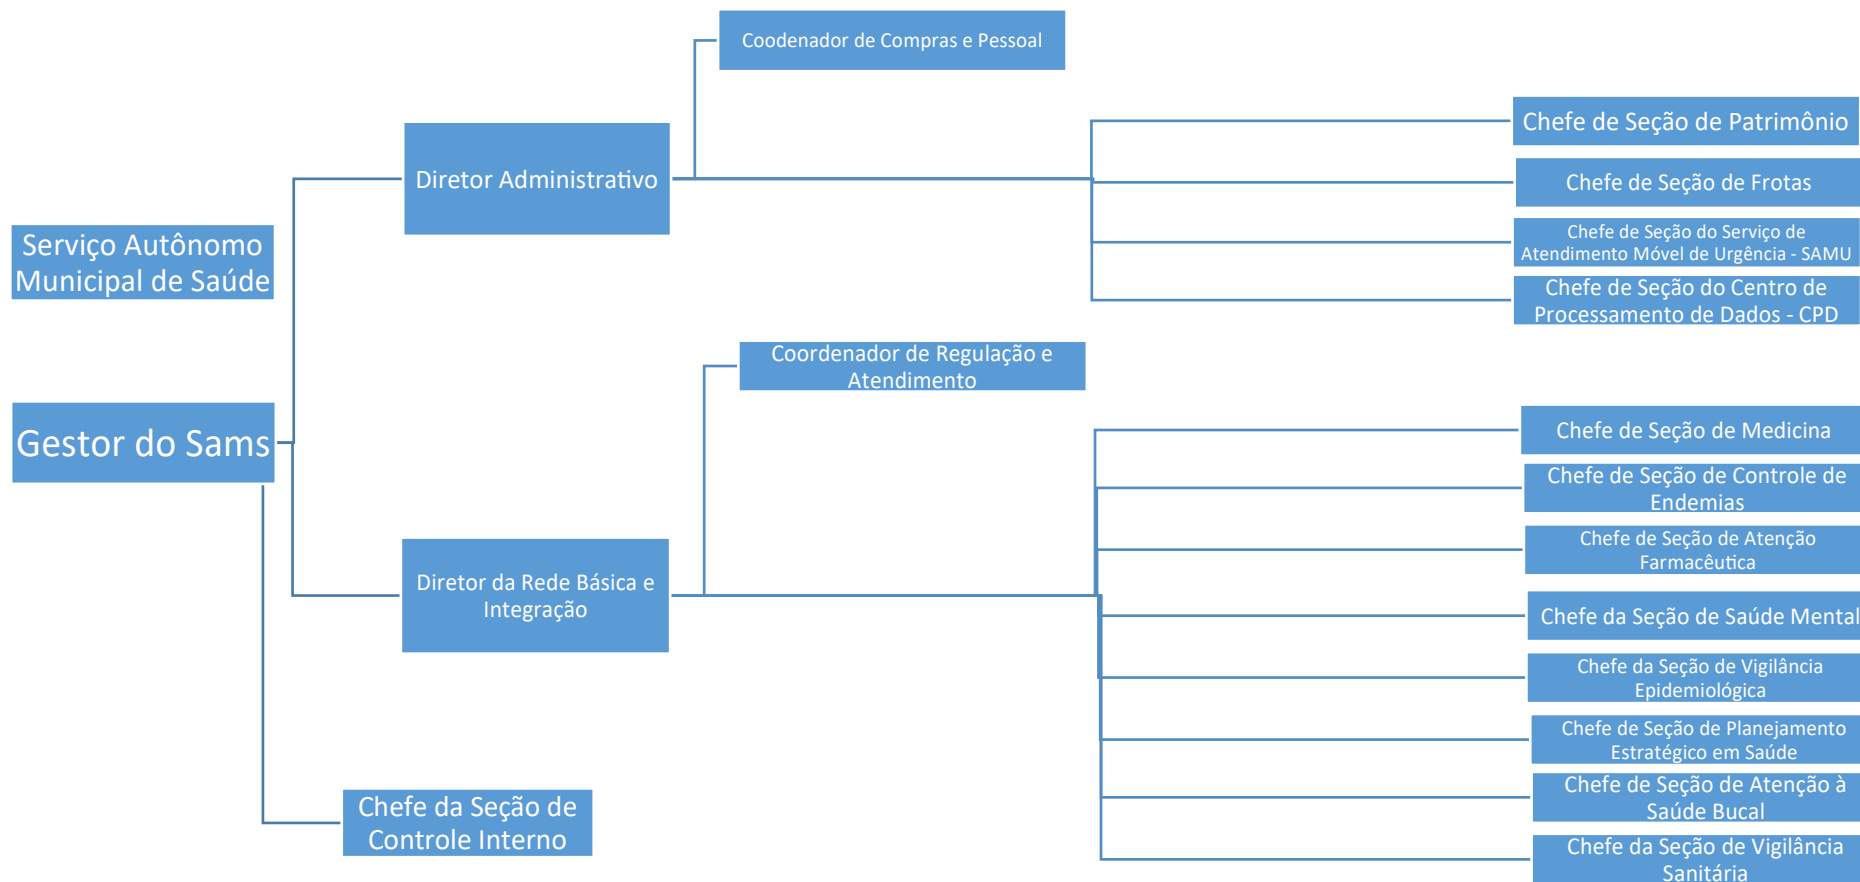 Coodenador de Compras e Pessoal
Chefe de Seção de Patrimônio
Diretor Administrativo
Chefe de Seção de Frotas
Serviço Autônomo
Municipal de Saúde
Chefe de Seção do Serviço de
Atendimento Móvel de Urgência - SAMU
Chefe de Seção do Centro de
Processamento de Dados - CPD
Coordenador de Regulação e
Atendimento
Gestor do Sams
Chefe de Seção de Medicina
Chefe de Seção de Controle de
Endemias
Chefe de Seção de Atenção
Farmacêutica
Diretor da Rede Básica e
Integração
Chefe da Seção de Saúde Mental
Chefe da Seção de Vigilância
Epidemiológica
Chefe de Seção de Planejamento
Estratégico em Saúde
Chefe da Seção de
Controle Interno
Chefe de Seção de Atenção à
Saúde Bucal
Chefe da Seção de Vigilância
Sanitária